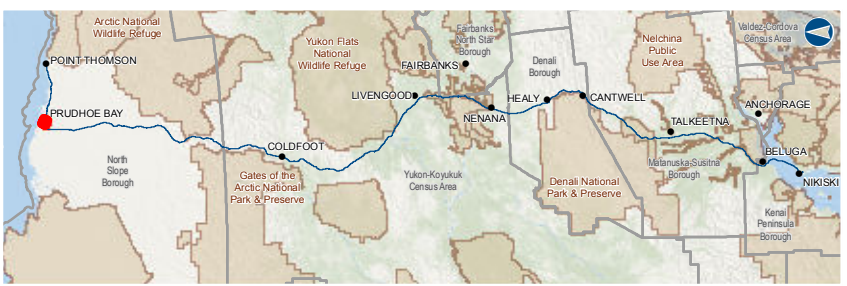 Arctic National
Wildlife Refuge
POINT THOMSON
PRUDHOE BAY
North
Slope
Borough
COLDFOOT
Gates of the
Arctic National
Park & Preserve
Yukon Flats
National
Wildlife Refuge
LIVENGOOD
FAIRBANKS
Fairbanks
North Star
Borough
NENANA
Yukon-Koyukuk
Census Area
Denali
Borough
HEALY
CANTWELL
Denali National
Park & Preserve
Nelchina
Public
Use Area
TALKEETNA
Matanuska-Susitna
Borough
Valdez-Cordova
Census Area
ANCHORAGE
BELUGA
NIKISKI
Kenai
Peninsula
Borough